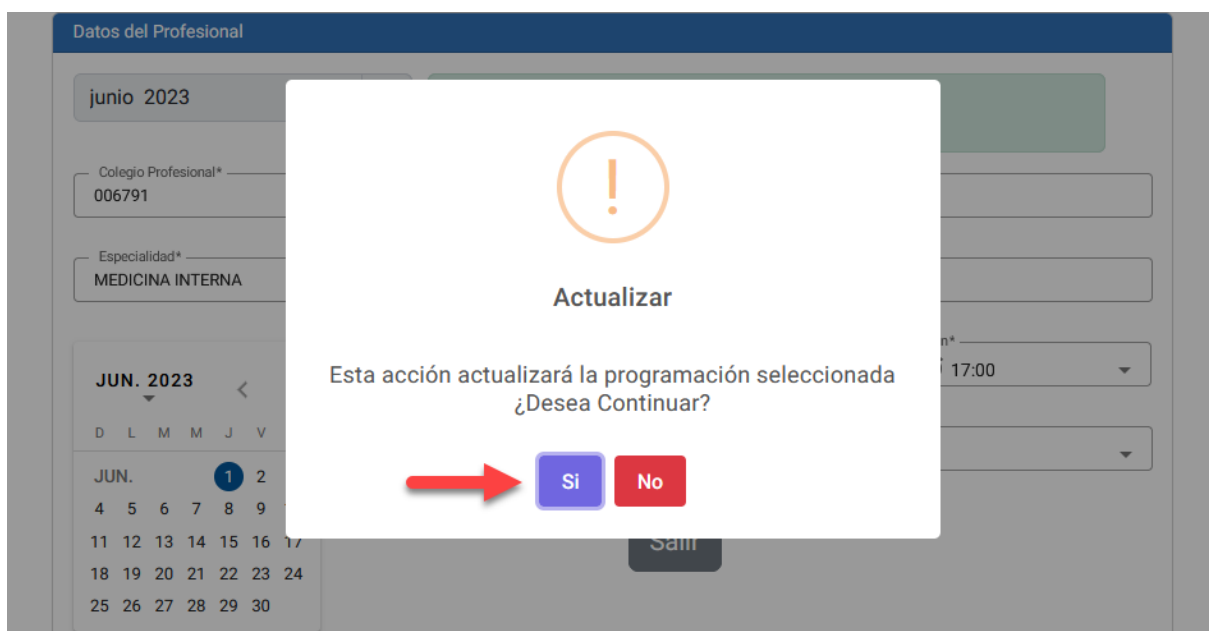 Datos del Profesional
junio 2023
Colegio Profesional*
006791
Especialidad*
MEDICINA INTERNA
!
Actualizar
Esta acción actualizará la programación seleccionada
¿Desea Continuar?
Si No
n*
17:00
JUN. 2023
D L M M J V
JUN. 1 2
4 5 6 7 8 9
11 12 13 14 15 16 17
18 19 20 21 22 23 24
25 26 27 28 29 30
Salir